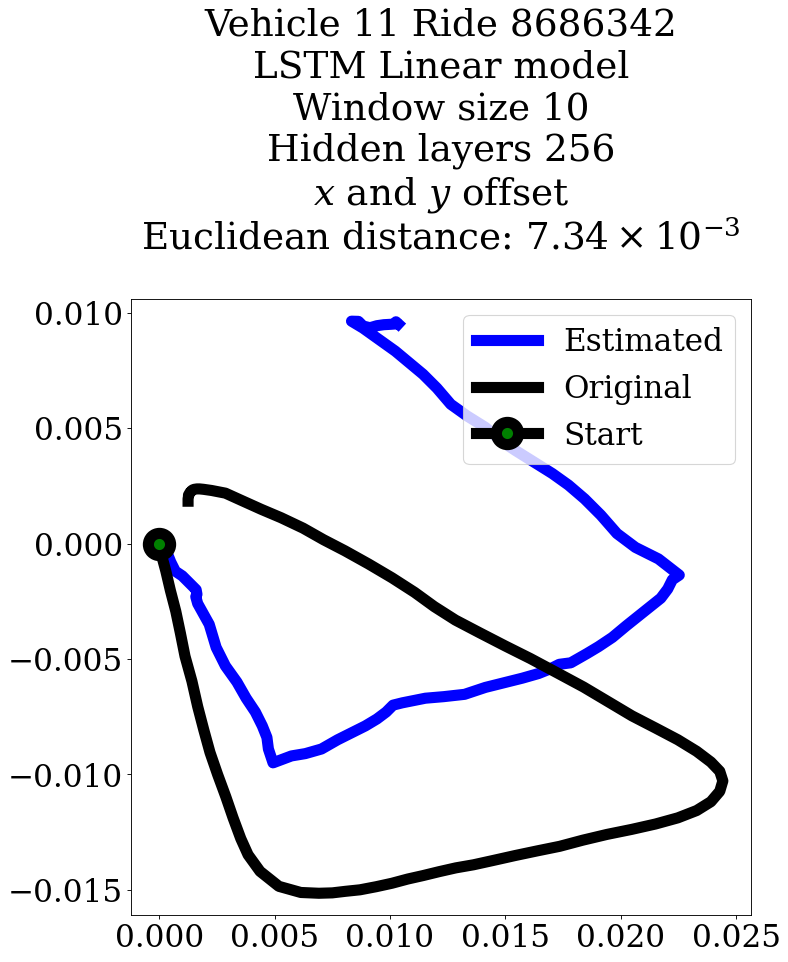 Vehicle 11 Ride 8686342
LSTM Linear model
Window size 10
Hidden layers 256
x and y offset
Euclidean distance: 7.34 × 10⁻³
0.010
0.005
0.000
−0.005
−0.010
−0.015
Estimated
Original
Start
0.000 0.005 0.010 0.015 0.020 0.025